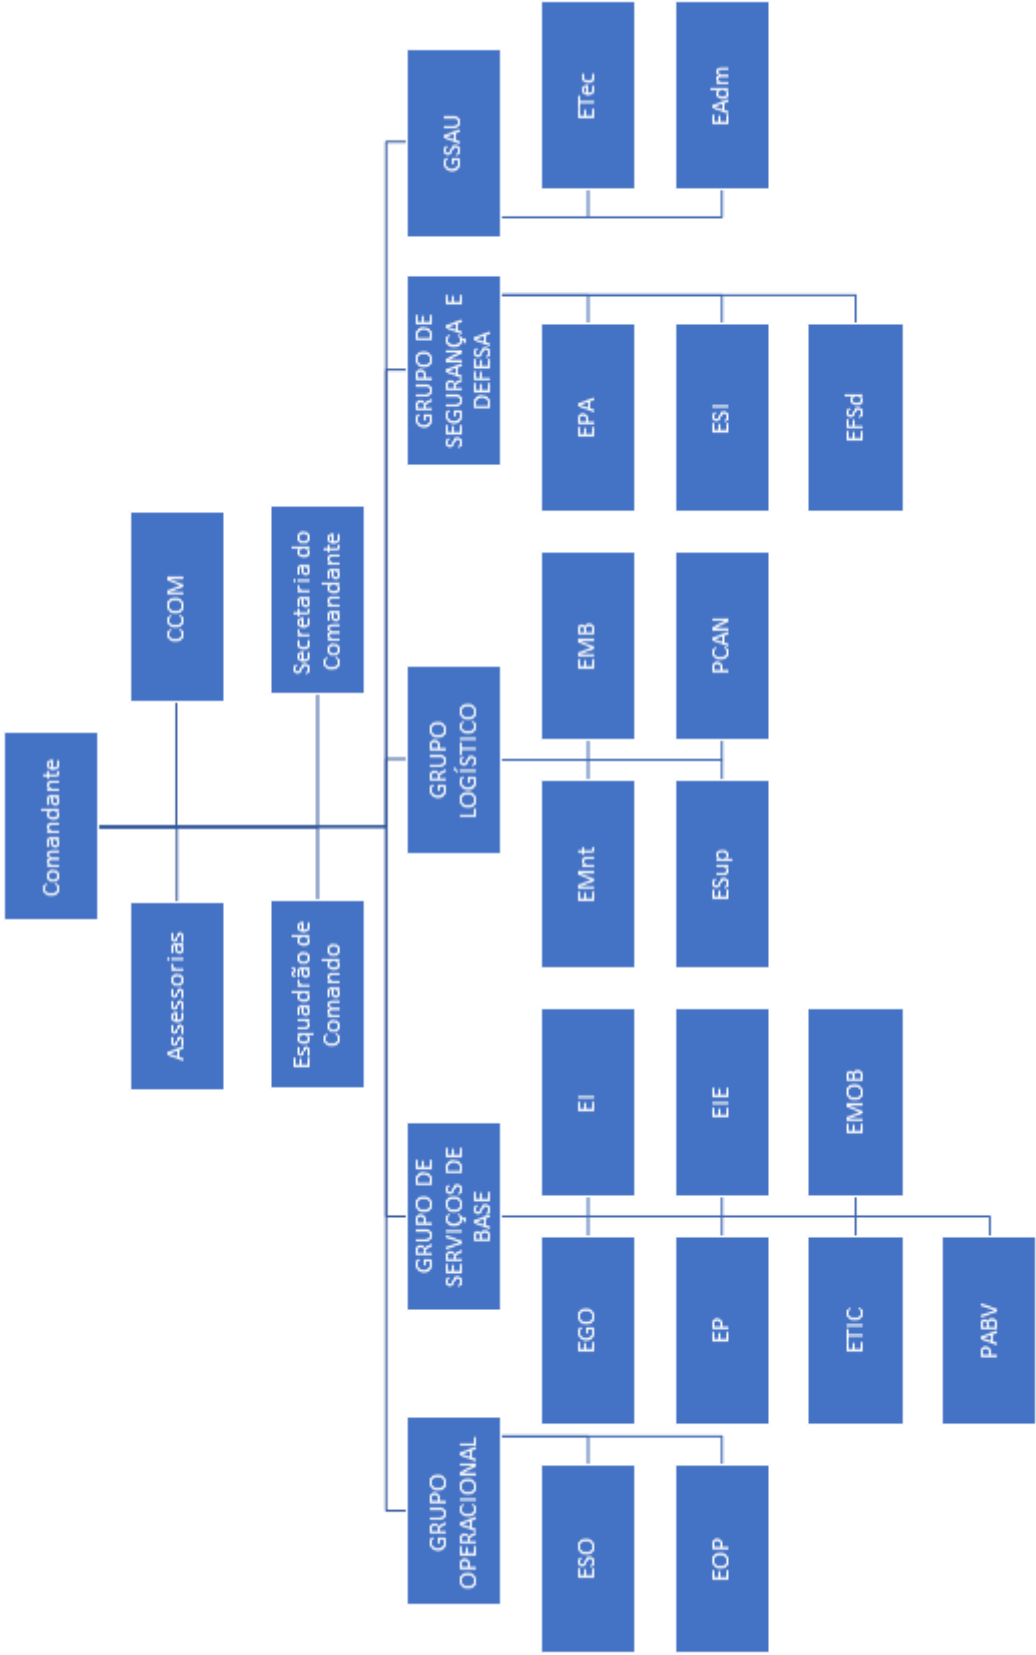 Comandante
Assessorias
CCOM
Esquadrão de
Comando
Secretaria do
Comandante
GRUPO
OPERACIONAL
GRUPO DE
SERVIÇOS DE
BASE
GRUPO
LOGÍSTICO
GRUPO DE
SEGURANÇA E
DEFESA
GSAU
ESO
EOP
EGO
EI
EP
EIE
ETIC
EMOB
PABV
EMnt
EMB
ESup
PCAN
EPA
ESI
EFSd
ETec
EAdm